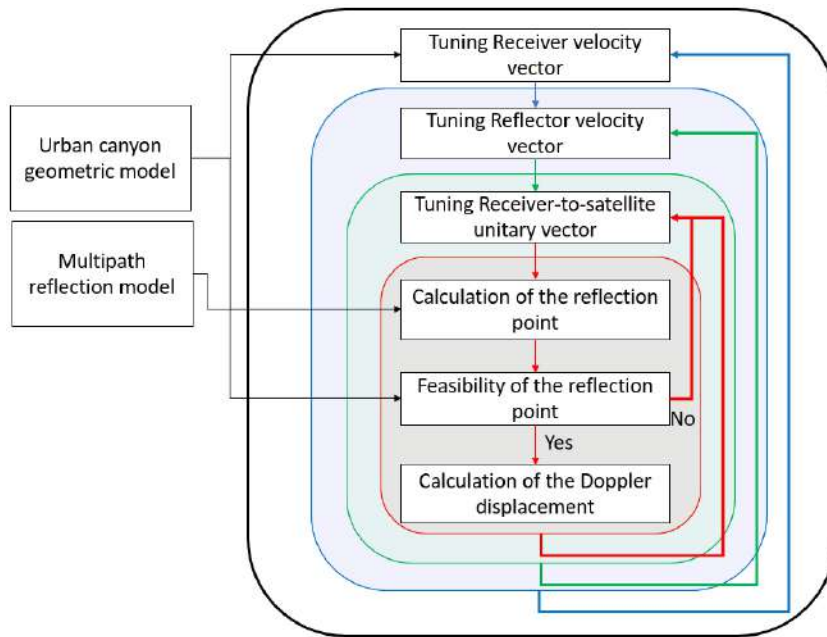 Tuning Receiver velocity
vector
Tuning Reflector velocity
vector
Urban canyon
geometric model
Tuning Receiver-to-satellite
unitary vector
Multipath
reflection model
Calculation of the reflection
point
Feasibility of the reflection
point
No
Yes
Calculation of the Doppler
displacement